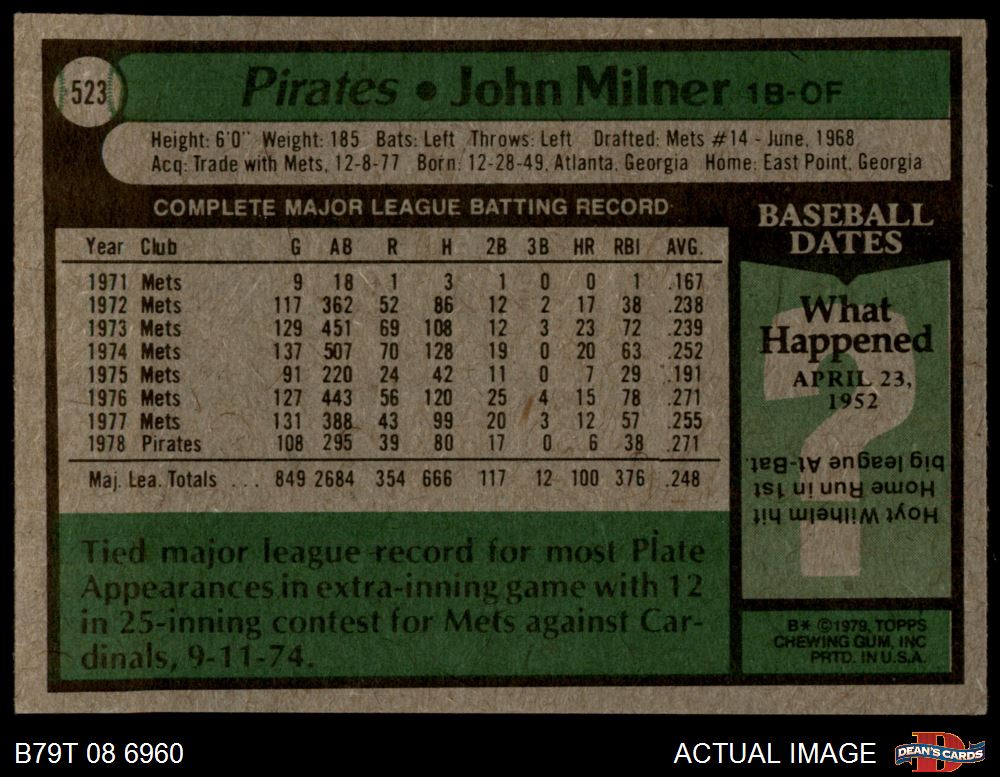 523
Pirates • John Milner 1B-OF
Height: 6'0" Weight: 185 Bats: Left Throws: Left Drafted: Mets #14 - June, 1968
Acq: Trade with Mets, 12-8-77 Born: 12-28-49, Atlanta, Georgia Home: East Point, Georgia
COMPLETE MAJOR LEAGUE BATTING RECORD
Year Club G AB R H 2B 3B HR RBI AVG.
1971 Mets 9 18 1 3 1 0 0 1 .167
1972 Mets 117 362 52 86 12 2 17 38 .238
1973 Mets 129 451 69 108 12 3 23 72 .239
1974 Mets 137 507 70 128 19 0 20 63 .252
1975 Mets 91 220 24 42 11 0 7 29 .191
1976 Mets 127 443 56 120 25 4 15 78 .271
1977 Mets 131 388 43 99 20 3 12 57 .255
1978 Pirates 108 295 39 80 17 0 6 38 .271
Maj. Lea. Totals ... 849 2684 354 666 117 12 100 376 .248
Tied major league record for most Plate
Appearances in extra-inning game with 12
in 25-inning contest for Mets against Car-
dinals, 9-11-74.
BASEBALL
DATES
What
Happened
APRIL 23,
1952
?
Hoyt Wilhelm hit
Home Run in 1st
big league At-Bat.
B* ©1979, TOPPS
CHEWING GUM, INC
PRTD. IN U.S.A.
B79T 08 6960
ACTUAL IMAGE
D
DEAN'S CARDS